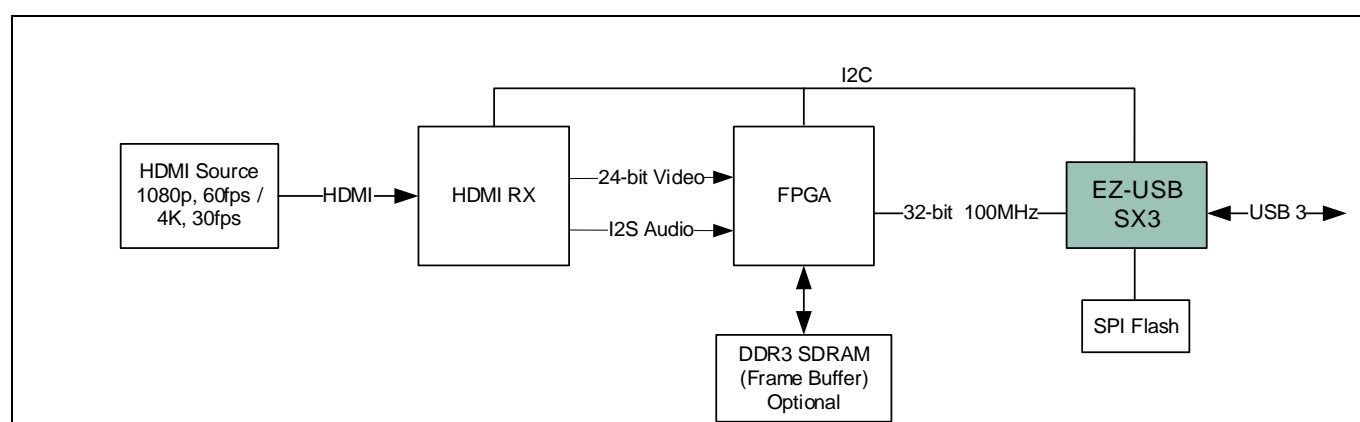 I2C
HDMI Source
1080p, 60fps /
4K, 30fps
HDMI
HDMI RX
24-bit Video
I2S Audio
FPGA
32-bit 100MHz
EZ-USB
SX3
USB 3
SPI Flash
DDR3 SDRAM
(Frame Buffer)
Optional